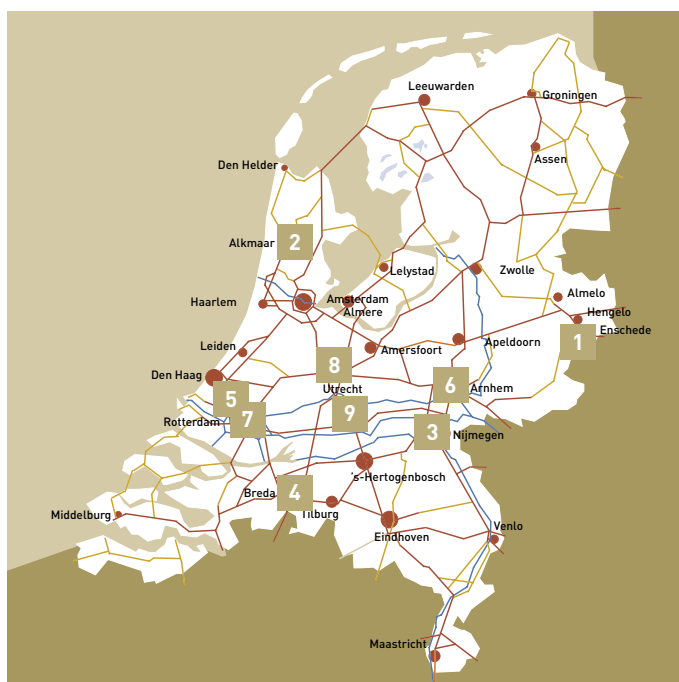 Leeuwarden
Groningen
Assen
Den Helder
Alkmaar
2
Lelystad
Zwolle
Almelo
Haarlem
Amsterdam
Almere
Hengelo
Enschede
1
Leiden
Amersfoort
Apeldoorn
8
Den Haag
Utrecht
6
Arnhem
5
9
7
Rotterdam
3
Nijmegen
's-Hertogenbosch
Breda
4
Tilburg
Middelburg
Eindhoven
Venlo
Maastricht